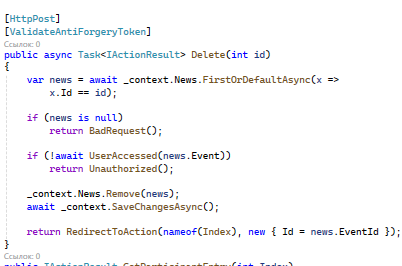 [HttpPost]
[ValidateAntiForgeryToken]
Ссылок: 0
public async Task<IActionResult> Delete(int id)
{
var news = await _context.News.FirstOrDefaultAsync(x =>
x.Id == id);
if (news is null)
return BadRequest();
if (!await UserAccessed(news.Event))
return Unauthorized();
_context.News.Remove(news);
await _context.SaveChangesAsync();
return RedirectToAction(nameof(Index), new { Id = news.EventId });
}
Ссылок: 0